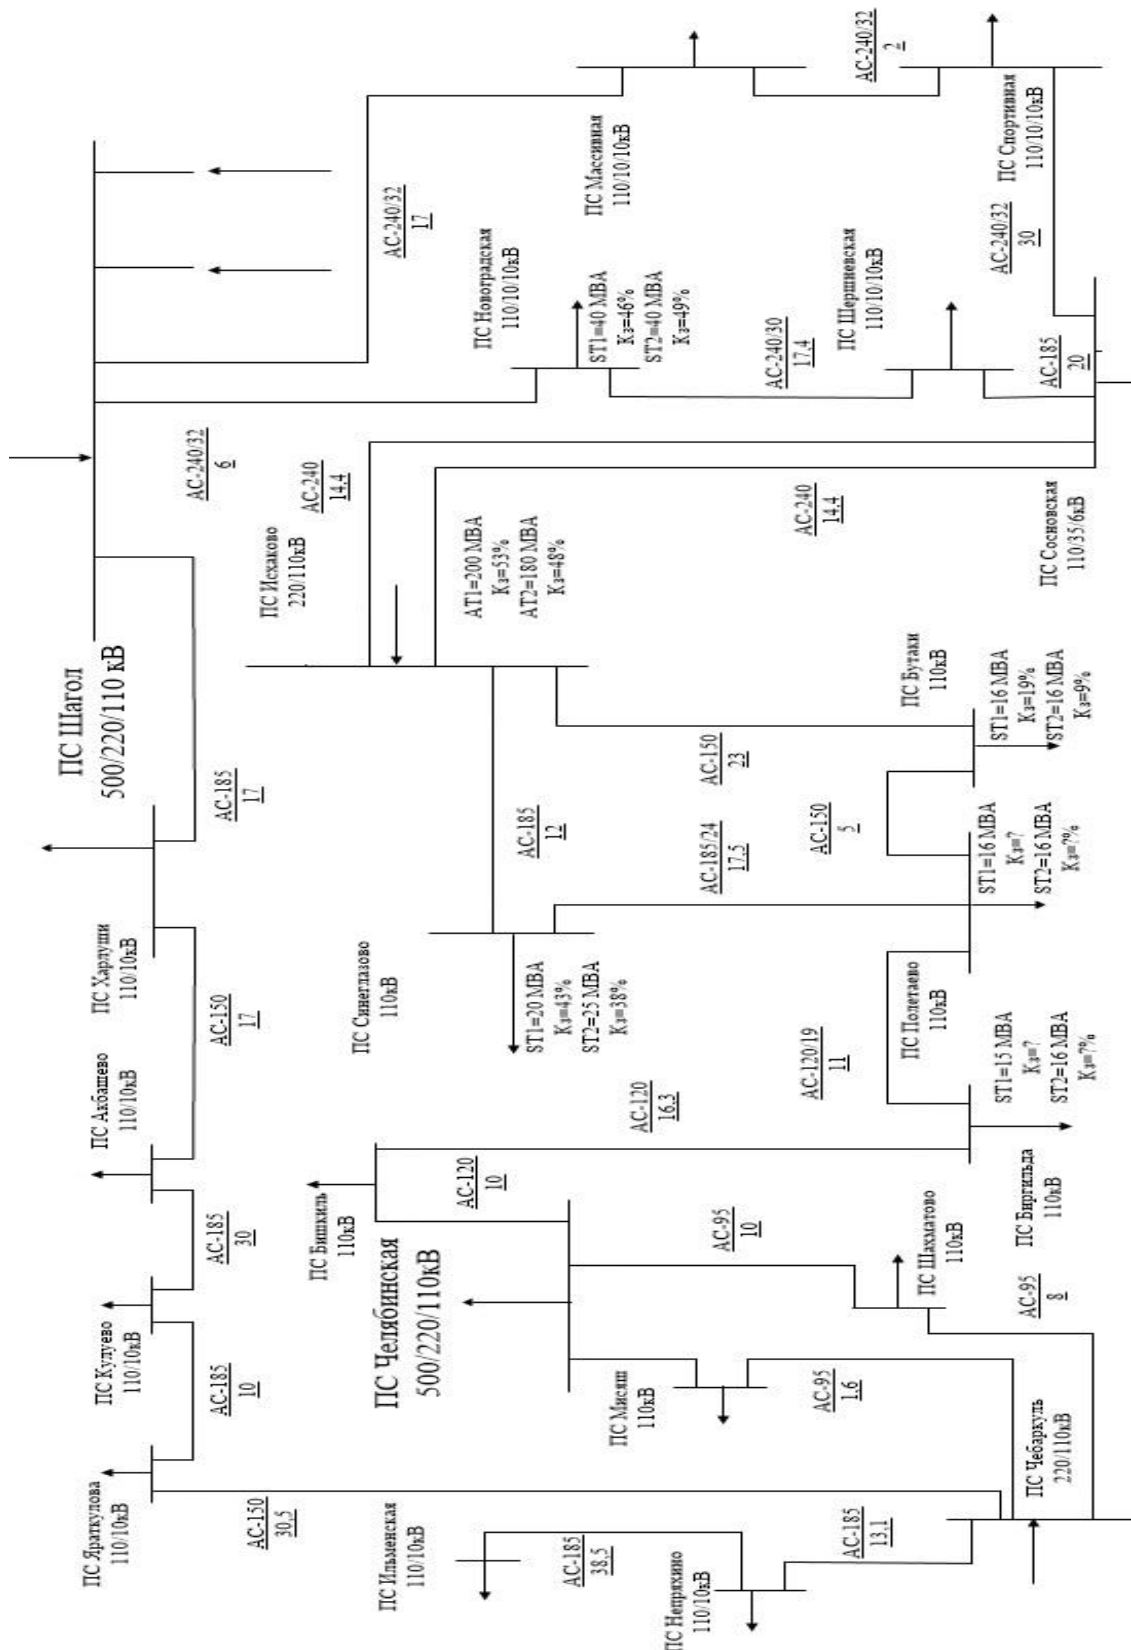 ПС Шагол
500/220/110 кВ
ПС Яраткулова
110/10кВ
АС-185
10
ПС Кулуево
110/10кВ
АС-185
30
ПС Акбашево
110/10кВ
АС-150
17
ПС Харлуши
110/10кВ
АС-185
17
АС-240/32
6
АС-240/32
17
АС-150
30,5
ПС Ильменская
110/10кВ
АС-185
38,5
ПС Непряхино
110/10кВ
АС-185
13,1
ПС Чебаркуль
220/110кВ
ПС Бишкиль
110кВ
АС-120
10
ПС Челябинская
500/220/110кВ
ПС Мисяш
110кВ
АС-95
1,6
АС-95
10
ПС Шахматово
110кВ
АС-95
8
АС-120
16,3
ПС Биргильда
110кВ
ST1=15 МВА
Кз=?
ST2=16 МВА
Кз=?%
АС-120/19
11
ПС Полетаево
110кВ
ST1=16 МВА
Кз=?
ST2=16 МВА
Кз=?%
ПС Синеглазово
110кВ
ST1=20 МВА
Кз=43%
ST2=25 МВА
Кз=38%
АС-185
12
АС-185/24
17,5
АС-150
5
АС-150
23
ПС Бутаки
110кВ
ST1=16 МВА
Кз=19%
ST2=16 МВА
Кз=9%
ПС Исхаково
220/110кВ
АТ1=200 МВА
Кз=53%
АТ2=180 МВА
Кз=48%
АС-240
14,4
АС-240
14,4
ПС Сосновская
110/35/6кВ
ПС Новоградская
110/10/10кВ
ST1=40 МВА
Кз=46%
ST2=40 МВА
Кз=49%
АС-240/30
17,4
ПС Шершневская
110/10/10кВ
АС-185
20
ПС Массивная
110/10/10кВ
АС-240/32
2
ПС Спортивная
110/10/10кВ
АС-240/32
30